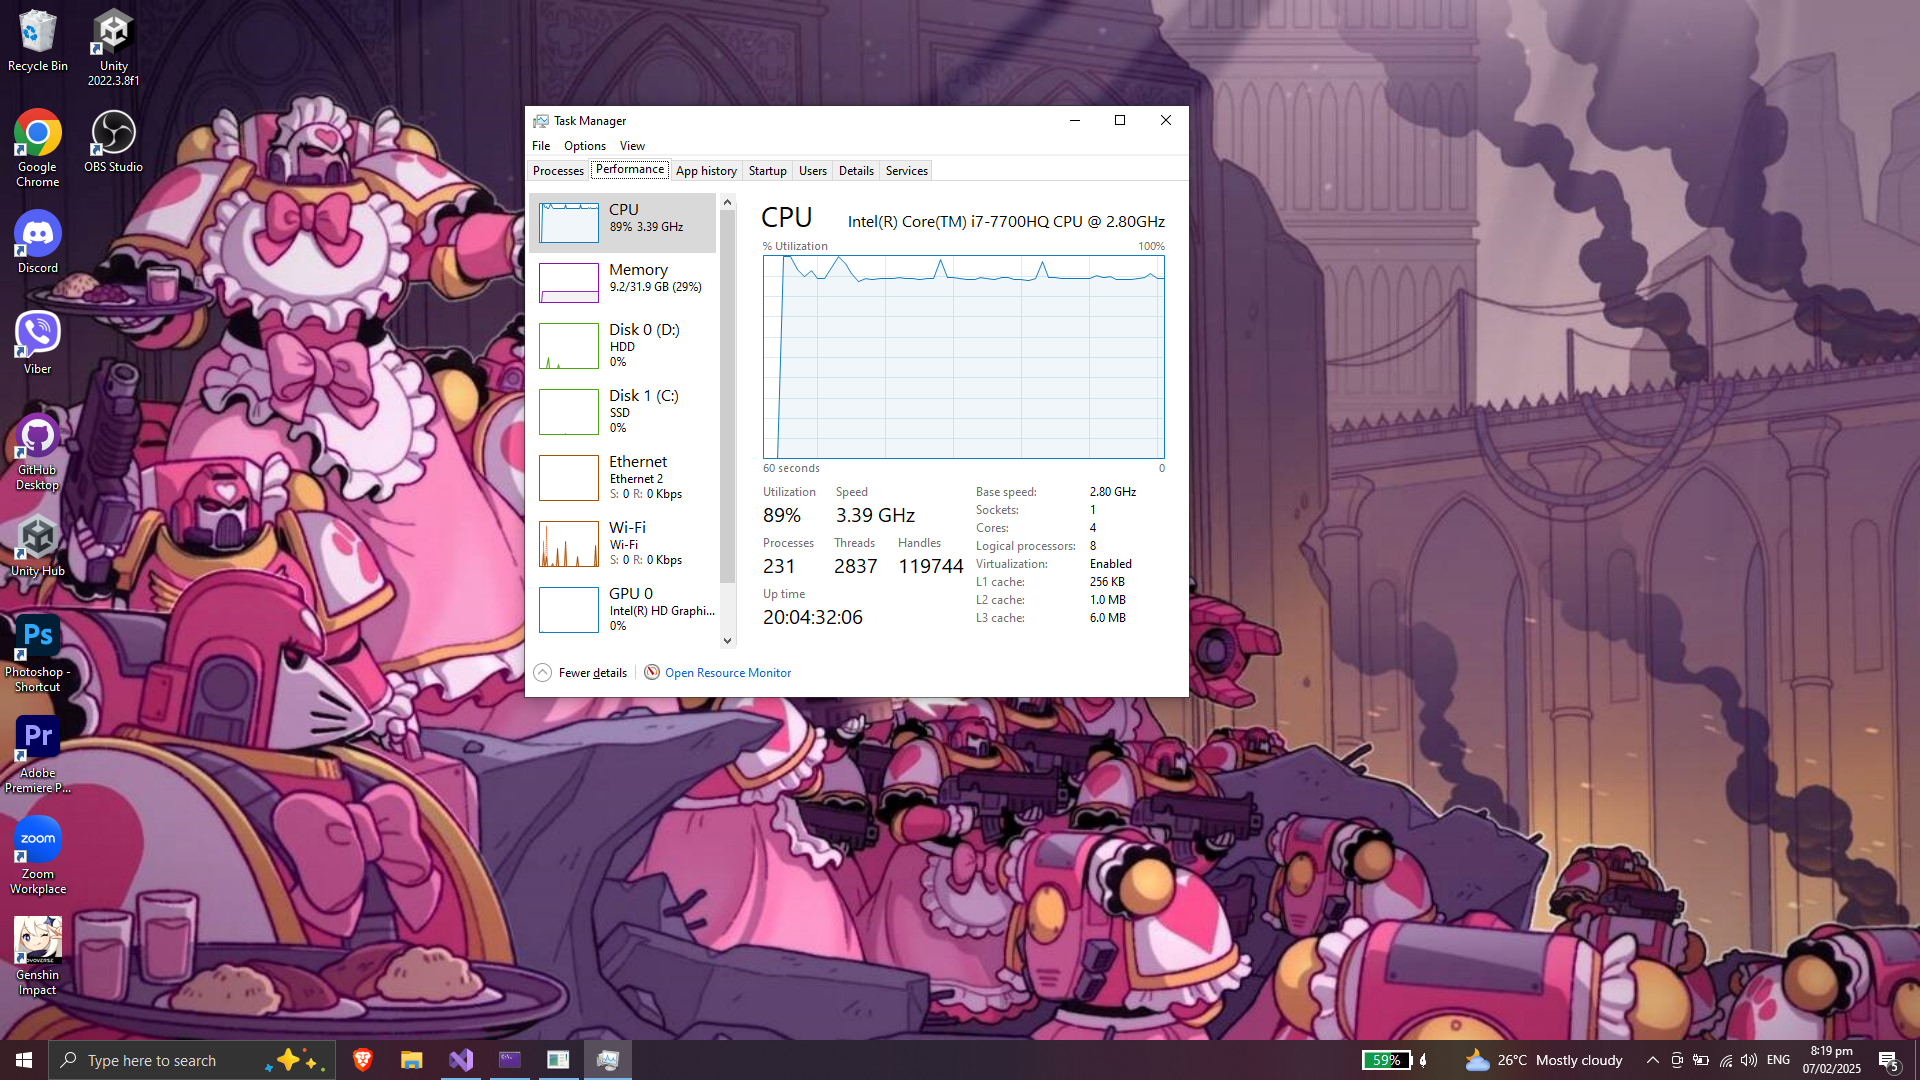 Recycle Bin
Unity
2022.3.8f1
Google
Chrome
OBS Studio
Discord
Viber
GitHub
Desktop
Unity Hub
Ps
Photoshop -
Shortcut
Pr
Adobe
Premiere P...
zoom
Zoom
Workplace
Genshin
Impact
Task Manager
File Options View
Processes Performance App history Startup Users Details Services
CPU
89% 3.39 GHz
Memory
9.2/31.9 GB (29%)
Disk 0 (D:)
HDD
0%
Disk 1 (C:)
SSD
0%
Ethernet
Ethernet 2
S: 0 R: 0 Kbps
Wi-Fi
Wi-Fi
S: 0 R: 0 Kbps
GPU 0
Intel(R) HD Graphi...
0%
CPU Intel(R) Core(TM) i7-7700HQ CPU @ 2.80GHz
% Utilization 100%
60 seconds 0
Utilization Speed
89% 3.39 GHz
Processes Threads Handles
231 2837 119744
Up time
20:04:32:06
Base speed: 2.80 GHz
Sockets: 1
Cores: 4
Logical processors: 8
Virtualization: Enabled
L1 cache: 256 KB
L2 cache: 1.0 MB
L3 cache: 6.0 MB
Fewer details Open Resource Monitor
Type here to search
59%
26°C Mostly cloudy
ENG
8:19 pm
07/02/2025
5